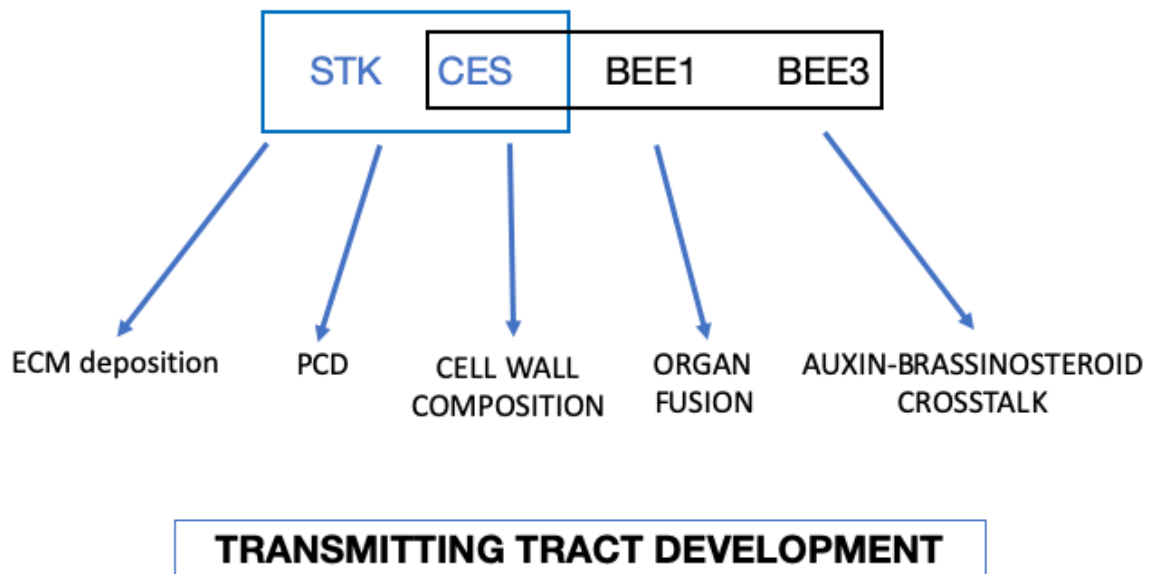 STK CES BEE1 BEE3
ECM deposition PCD CELL WALL ORGAN AUXIN-BRASSINOSTEROID
COMPOSITION FUSION CROSSTALK
TRANSMITTING TRACT DEVELOPMENT